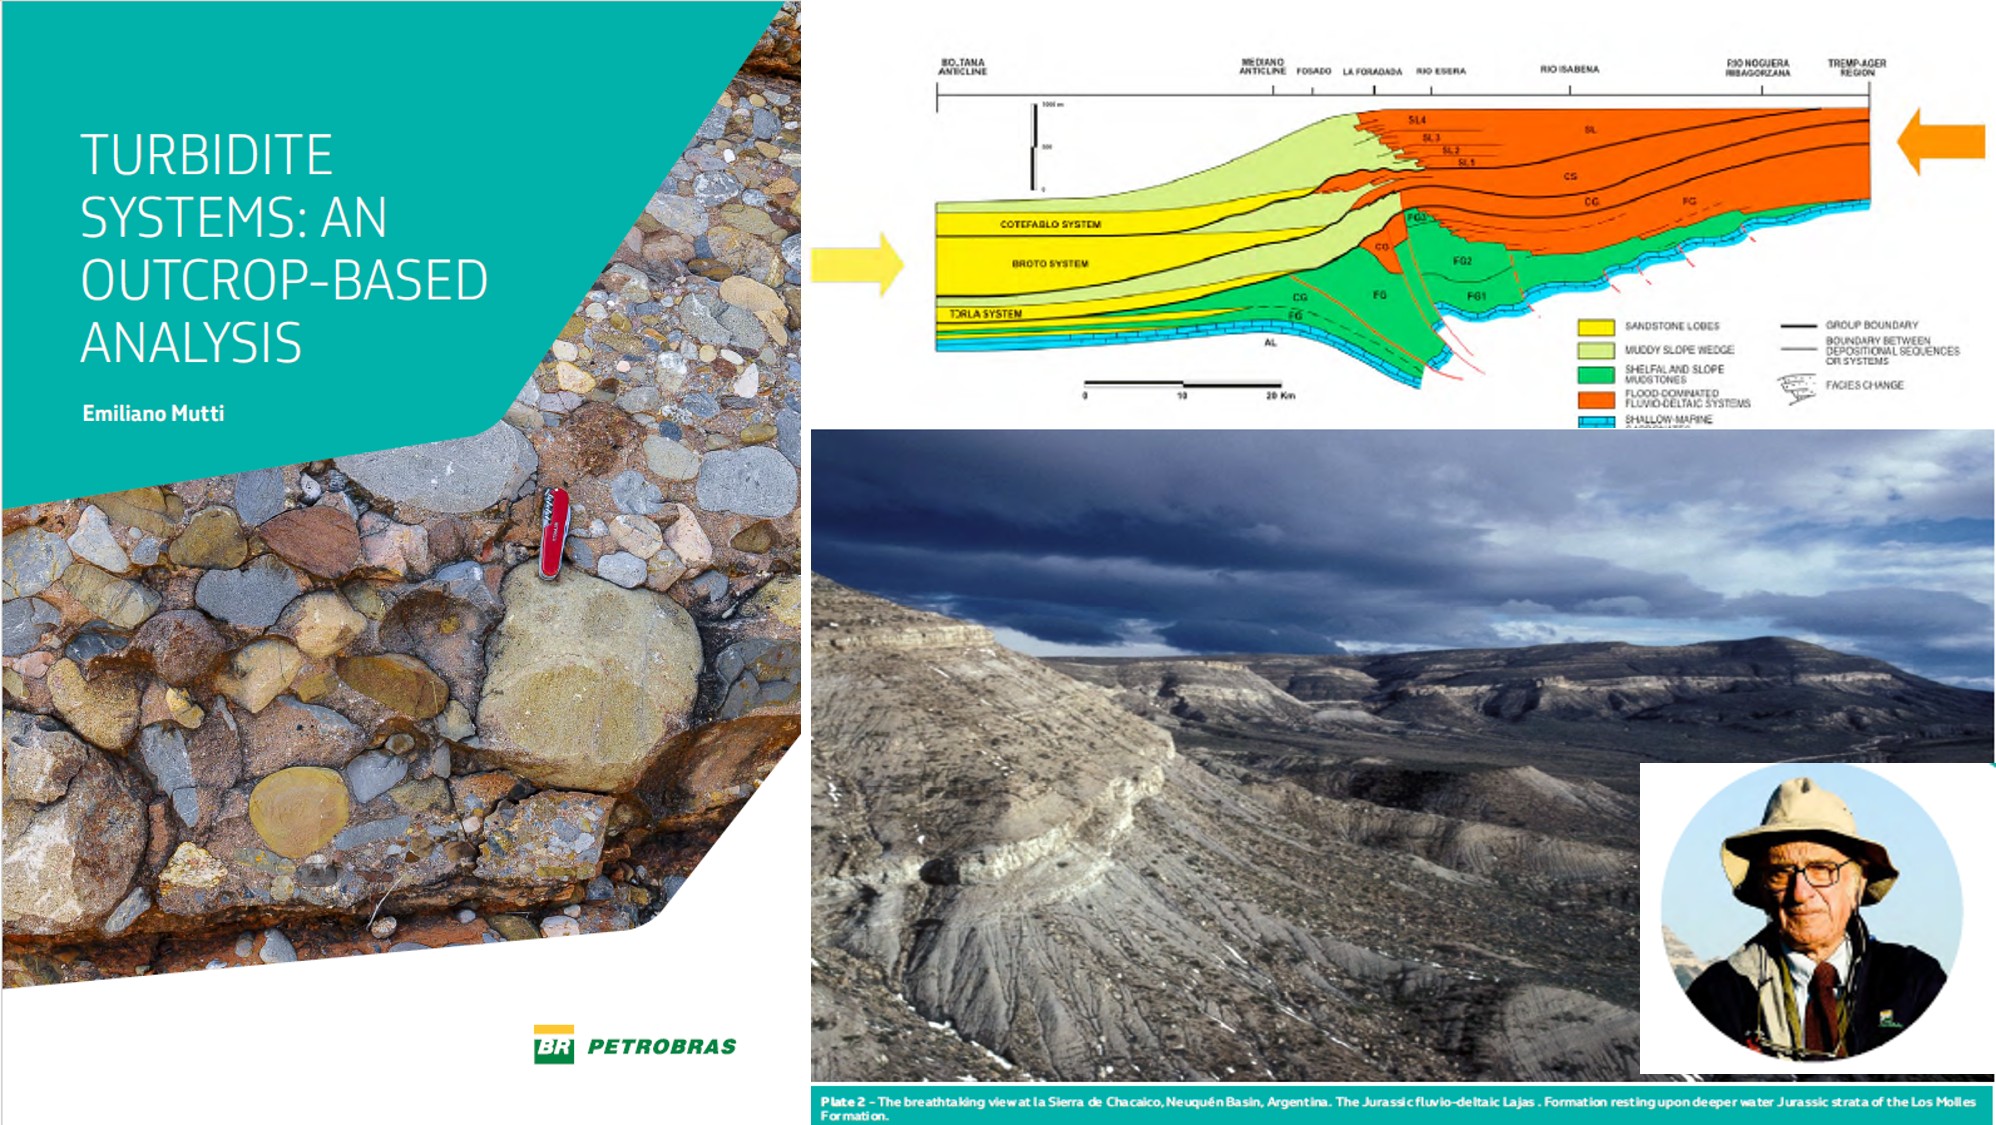 TURBIDITE
SYSTEMS: AN
OUTCROP-BASED
ANALYSIS
Emiliano Mutti
BR PETROBRAS
BOLTANA
ANTICLINE
MEDIANO
ANTICLINE
FOSADO
LA FORADADA
RIO ESERA
RIO ISABENA
RIO NOGUERA
RIBAGORZANA
TREMP-AGER
REGION
1000 m
500
0
SL4
SL3
SL2
SL1
SL
CS
CG
FG
COTEFABLO SYSTEM
BROTO SYSTEM
TORLA SYSTEM
FG3
CG
FG2
FG1
CG
FG
FG
AL
0 10 20 Km
SANDSTONE LOBES
MUDDY SLOPE WEDGE
SHELFAL AND SLOPE
MUDSTONES
FLOOD-DOMINATED
FLUVIO-DELTAIC SYSTEMS
SHALLOW-MARINE
GROUP BOUNDARY
BOUNDARY BETWEEN
DEPOSITIONAL SEQUENCES
OR SYSTEMS
FACIES CHANGE
Plate 2 – The breathtaking view at la Sierra de Chacaico, Neuquén Basin, Argentina. The Jurassic fluvio-deltaic Lajas . Formation resting upon deeper water Jurassic strata of the Los Molles
Formation.